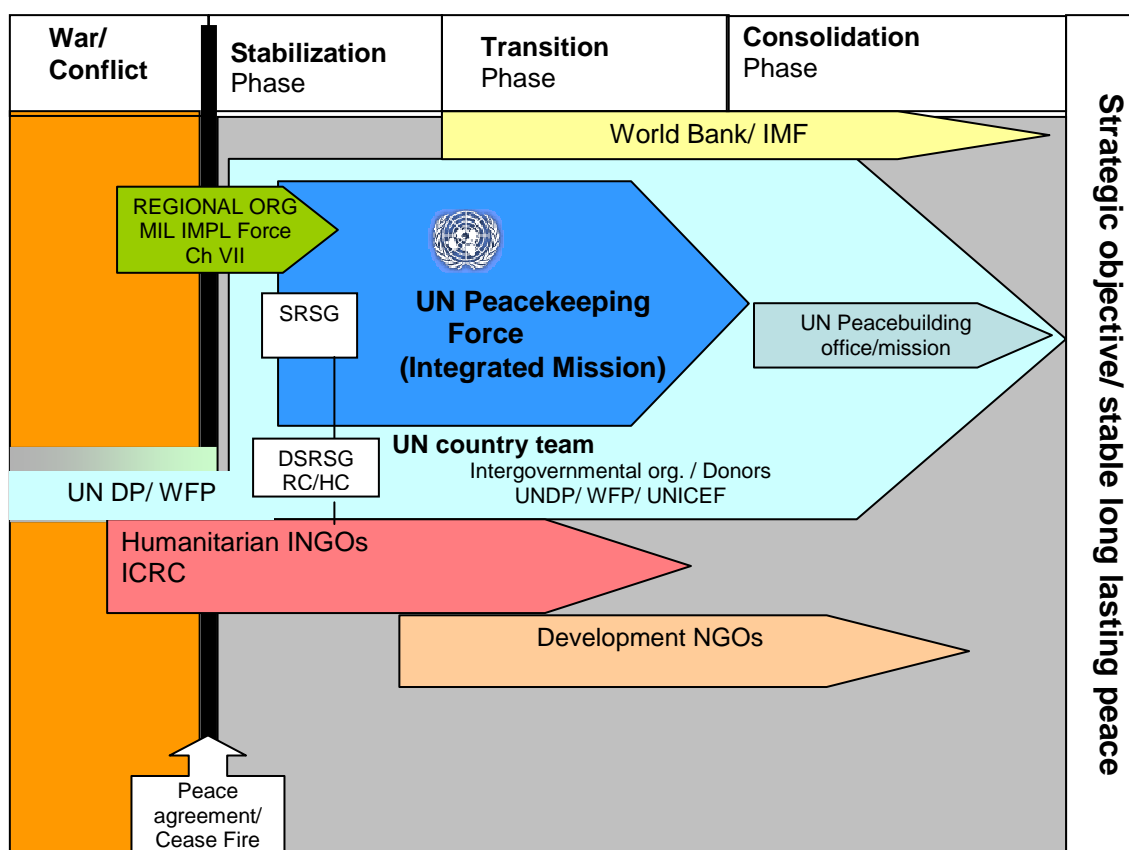 War/
Conflict
Stabilization
Phase
Transition
Phase
Consolidation
Phase
World Bank/ IMF
REGIONAL ORG
MIL IMPL Force
Ch VII
UN Peacekeeping
Force
(Integrated Mission)
SRSG
UN Peacebuilding
office/mission
UN country team
DSRSG
RC/HC
Intergovernmental org. / Donors
UNDP/ WFP/ UNICEF
UN DP/ WFP
Humanitarian INGOs
ICRC
Development NGOs
Peace
agreement/
Cease Fire
Strategic objective/ stable long lasting peace